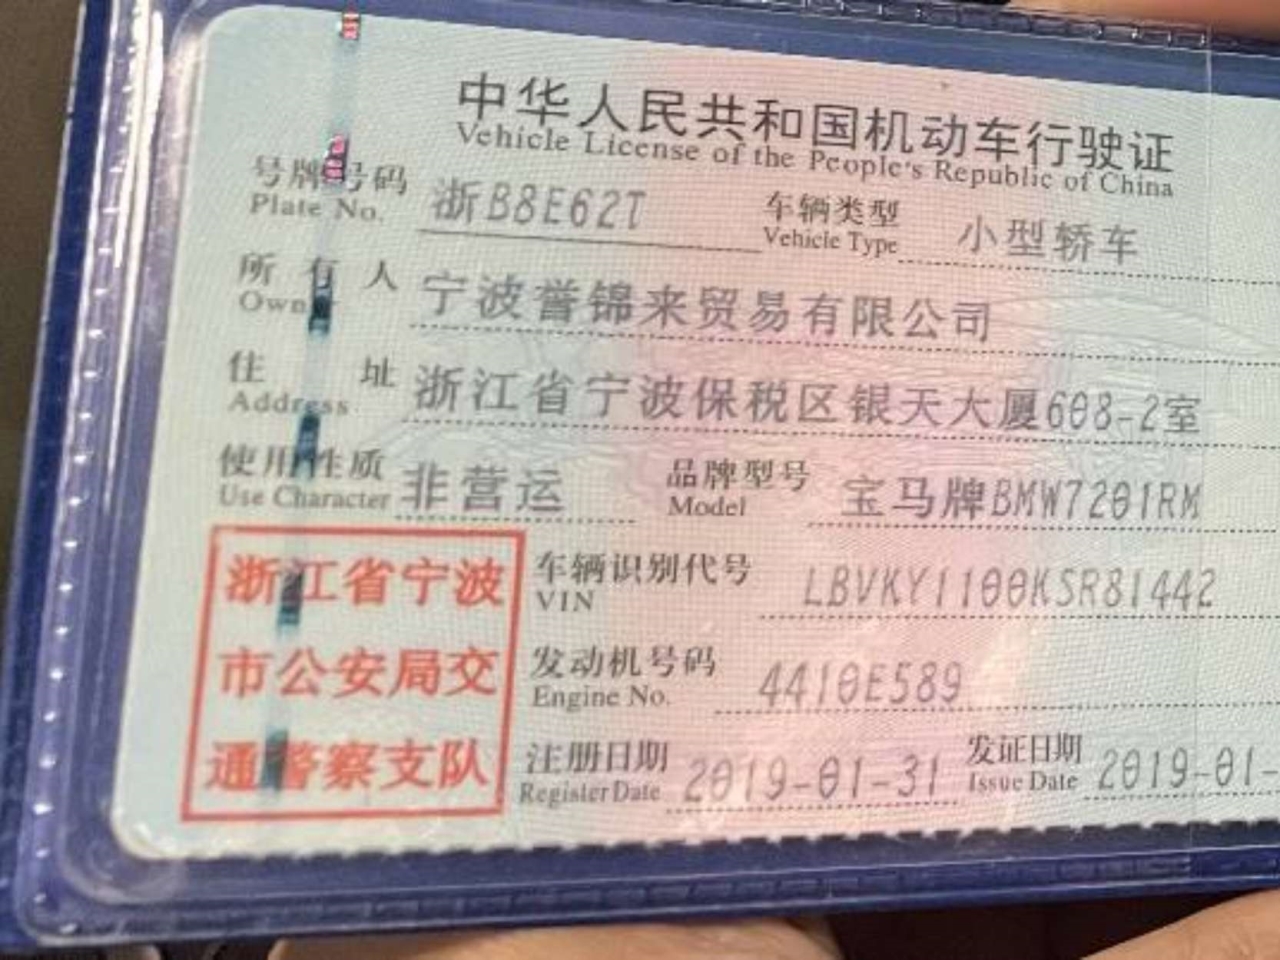 中华人民共和国机动车行驶证
Vehicle License of the People's Republic of China
号牌号码 浙B8E62T 车辆类型 小型轿车
Plate No. Vehicle Type
所有人 宁波誉锦来贸易有限公司
Own
住址 浙江省宁波保税区银天大厦608-2室
Address
使用性质 非营运 品牌型号 宝马牌BMW7201RM
Use Character Model
浙江省宁波
市公安局交
通警察支队
车辆识别代号 LBVKY1100KSR81442
VIN
发动机号码 4410E589
Engine No.
注册日期 2019-01-31 发证日期 2019-01-
Register Date Issue Date